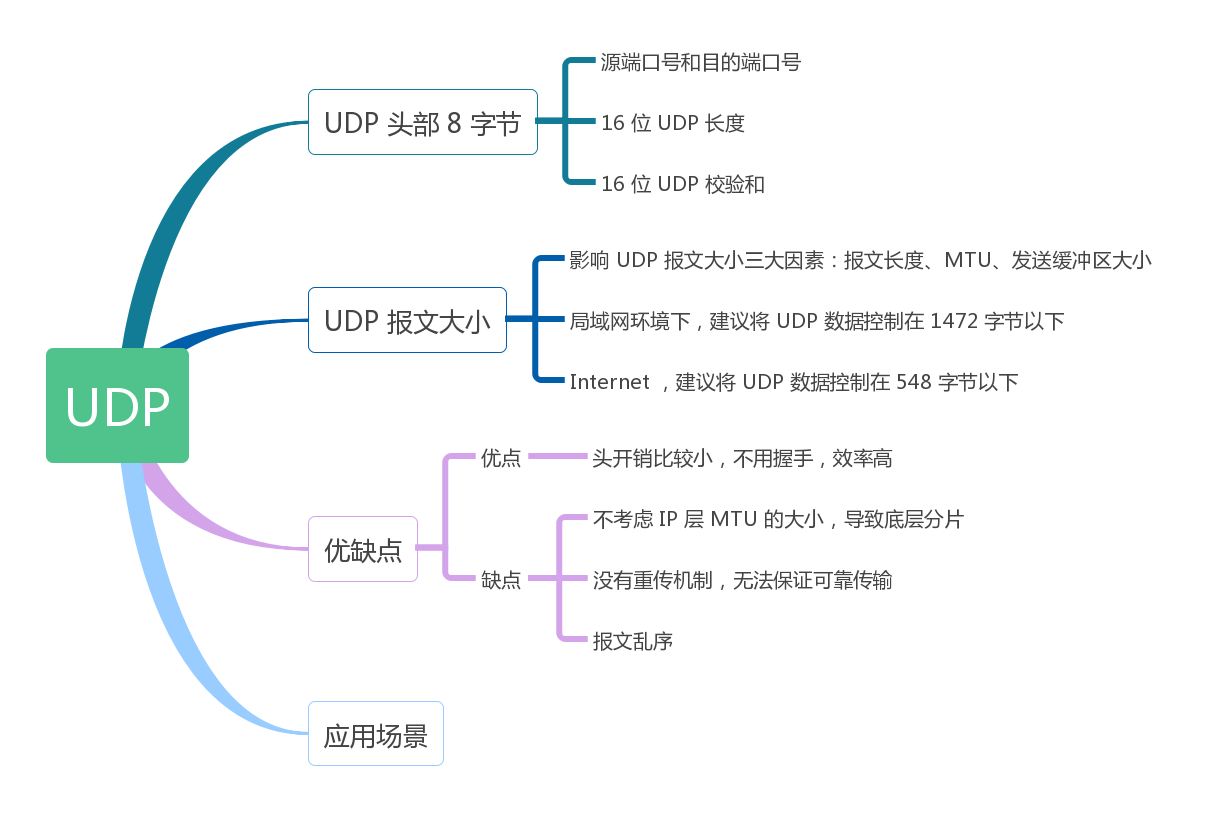 UDP
UDP 头部 8 字节
源端口号和目的端口号
16 位 UDP 长度
16 位 UDP 校验和
UDP 报文大小
影响 UDP 报文大小三大因素：报文长度、MTU、发送缓冲区大小
局域网环境下，建议将 UDP 数据控制在 1472 字节以下
Internet ，建议将 UDP 数据控制在 548 字节以下
优缺点
优点
头开销比较小，不用握手，效率高
缺点
不考虑 IP 层 MTU 的大小，导致底层分片
没有重传机制，无法保证可靠传输
报文乱序
应用场景